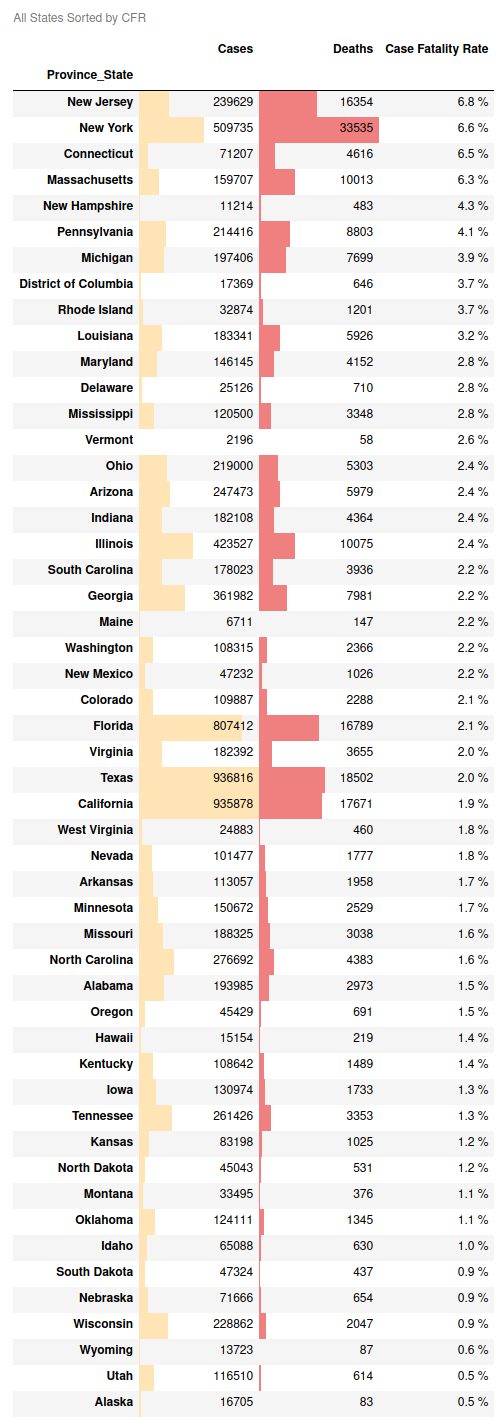 All States Sorted by CFR
Cases Deaths Case Fatality Rate
Province_State
New Jersey 239629 16354 6.8 %
New York 509735 33535 6.6 %
Connecticut 71207 4616 6.5 %
Massachusetts 159707 10013 6.3 %
New Hampshire 11214 483 4.3 %
Pennsylvania 214416 8803 4.1 %
Michigan 197406 7699 3.9 %
District of Columbia 17369 646 3.7 %
Rhode Island 32874 1201 3.7 %
Louisiana 183341 5926 3.2 %
Maryland 146145 4152 2.8 %
Delaware 25126 710 2.8 %
Mississippi 120500 3348 2.8 %
Vermont 2196 58 2.6 %
Ohio 219000 5303 2.4 %
Arizona 247473 5979 2.4 %
Indiana 182108 4364 2.4 %
Illinois 423527 10075 2.4 %
South Carolina 178023 3936 2.2 %
Georgia 361982 7981 2.2 %
Maine 6711 147 2.2 %
Washington 108315 2366 2.2 %
New Mexico 47232 1026 2.2 %
Colorado 109887 2288 2.1 %
Florida 807412 16789 2.1 %
Virginia 182392 3655 2.0 %
Texas 936816 18502 2.0 %
California 935878 17671 1.9 %
West Virginia 24883 460 1.8 %
Nevada 101477 1777 1.8 %
Arkansas 113057 1958 1.7 %
Minnesota 150672 2529 1.7 %
Missouri 188325 3038 1.6 %
North Carolina 276692 4383 1.6 %
Alabama 193985 2973 1.5 %
Oregon 45429 691 1.5 %
Hawaii 15154 219 1.4 %
Kentucky 108642 1489 1.4 %
Iowa 130974 1733 1.3 %
Tennessee 261426 3353 1.3 %
Kansas 83198 1025 1.2 %
North Dakota 45043 531 1.2 %
Montana 33495 376 1.1 %
Oklahoma 124111 1345 1.1 %
Idaho 65088 630 1.0 %
South Dakota 47324 437 0.9 %
Nebraska 71666 654 0.9 %
Wisconsin 228862 2047 0.9 %
Wyoming 13723 87 0.6 %
Utah 116510 614 0.5 %
Alaska 16705 83 0.5 %